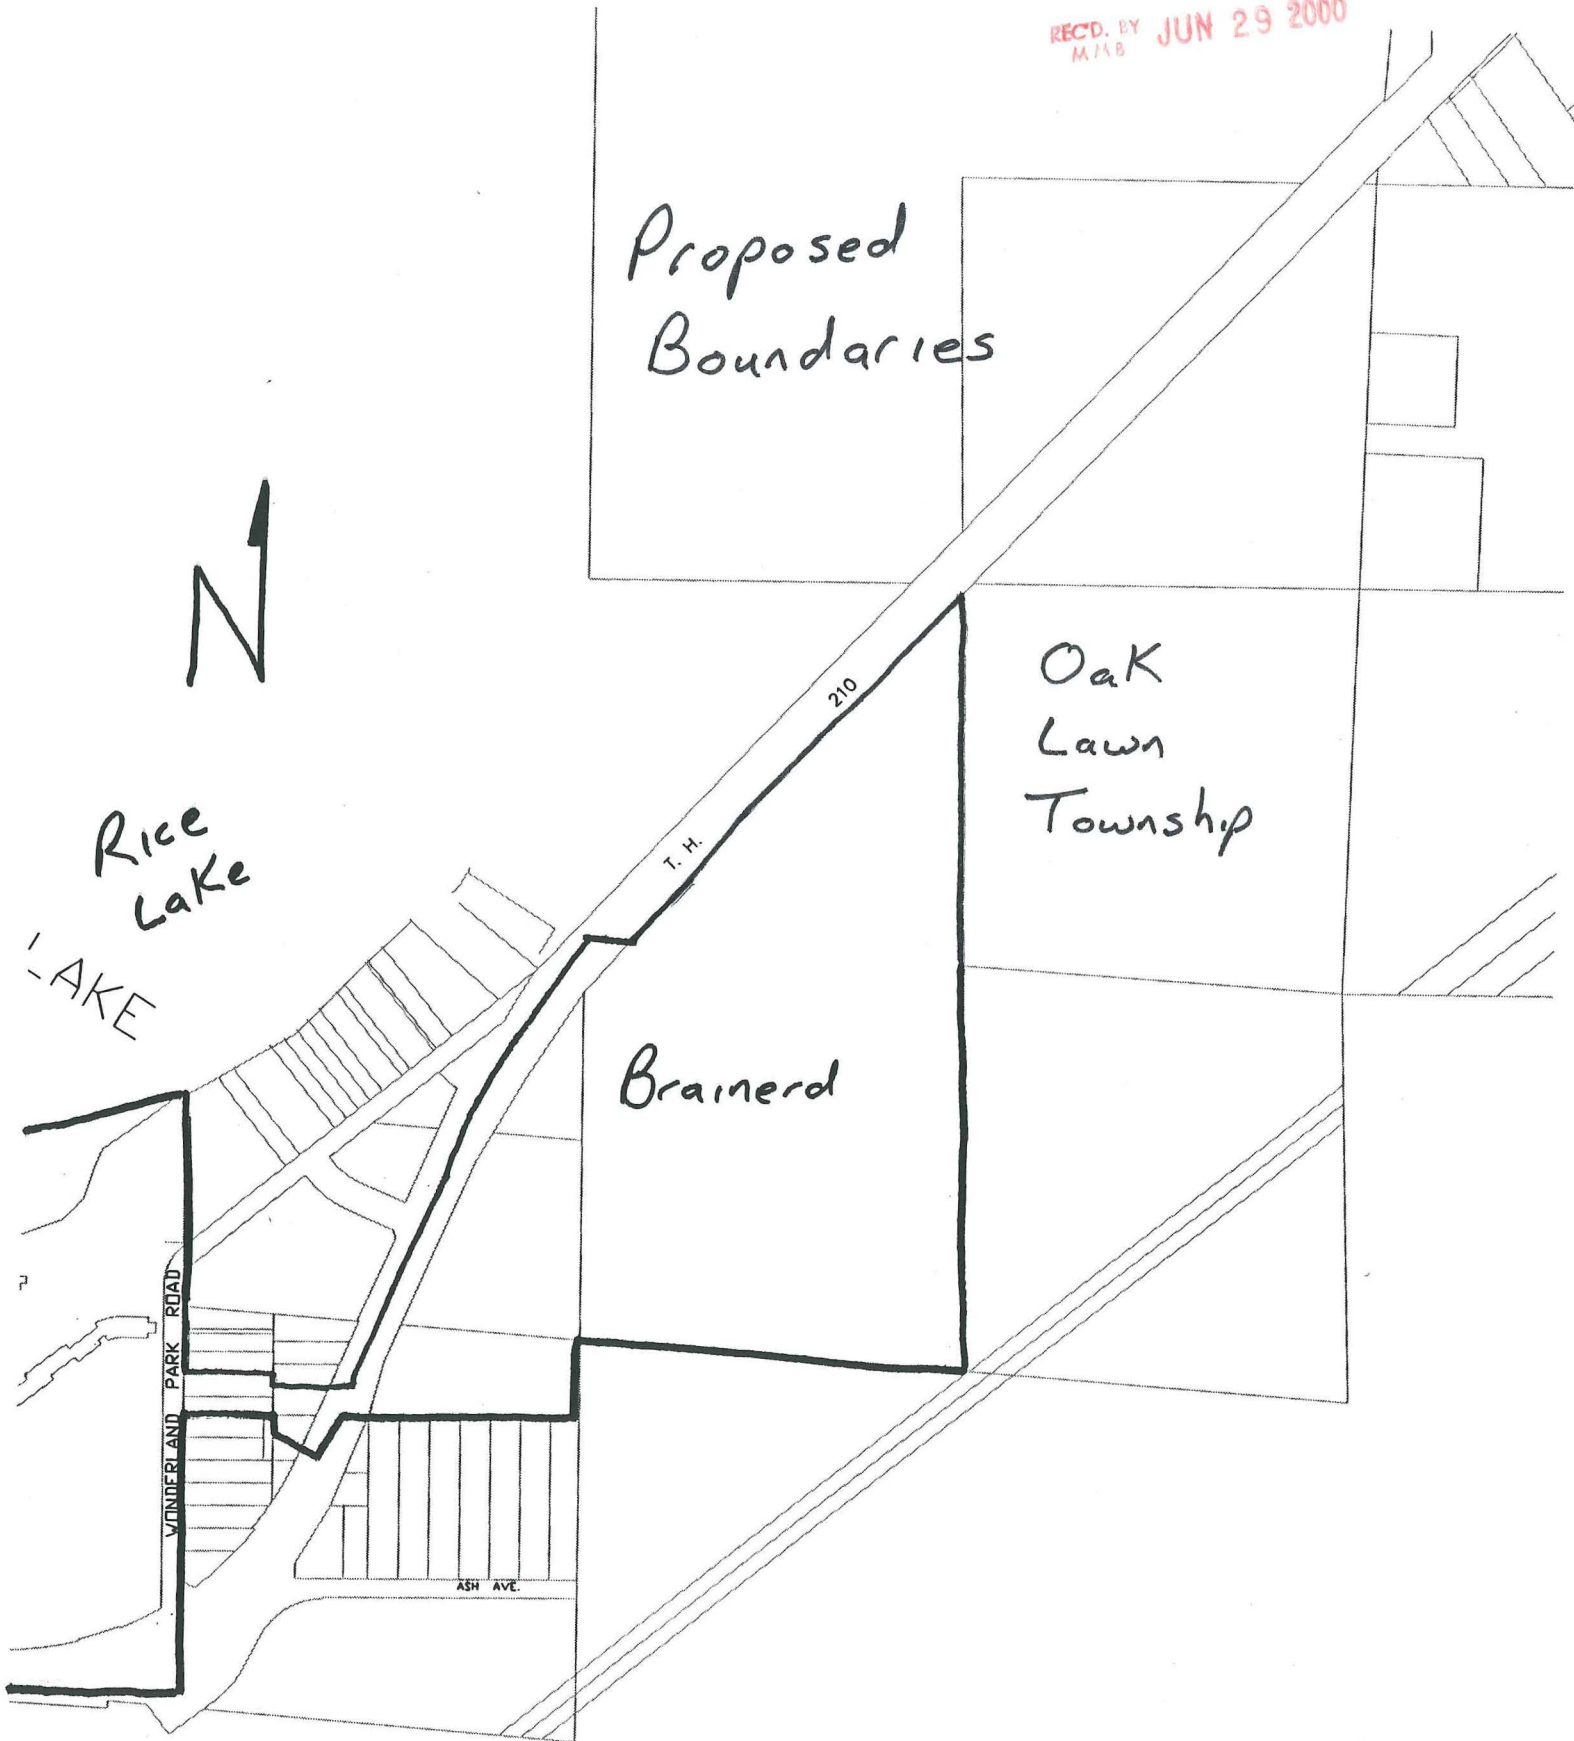 REC'D. BY JUN 29 2000
MMB
Proposed
Boundaries
N
210
Oak
Lawn
Township
T. H.
Rice
Lake
LAKE
Brainerd
WONDERLAND PARK ROAD
ASH AVE.